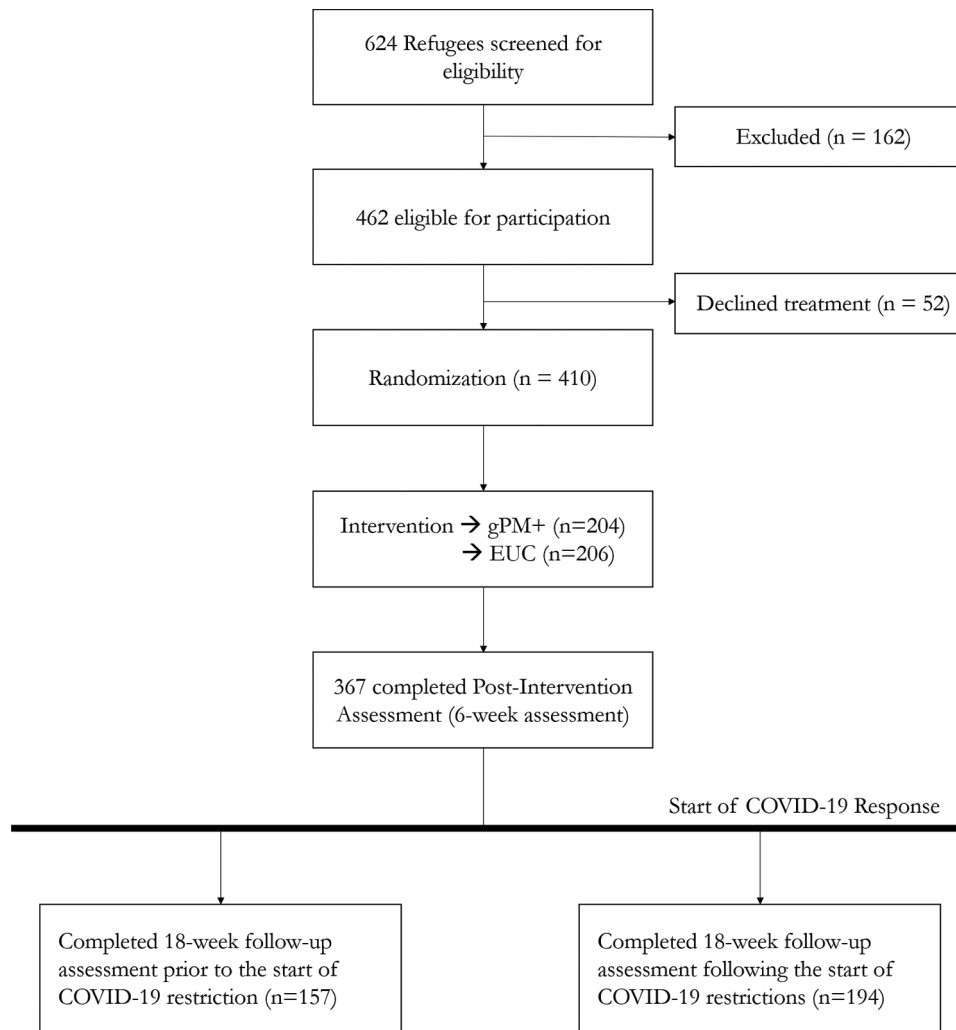 624 Refugees screened for
eligibility
Excluded (n = 162)
462 eligible for participation
Declined treatment (n = 52)
Randomization (n = 410)
Intervention → gPM+ (n=204)
→ EUC (n=206)
367 completed Post-Intervention
Assessment (6-week assessment)
Start of COVID-19 Response
Completed 18-week follow-up
assessment prior to the start of
COVID-19 restriction (n=157)
Completed 18-week follow-up
assessment following the start of
COVID-19 restrictions (n=194)